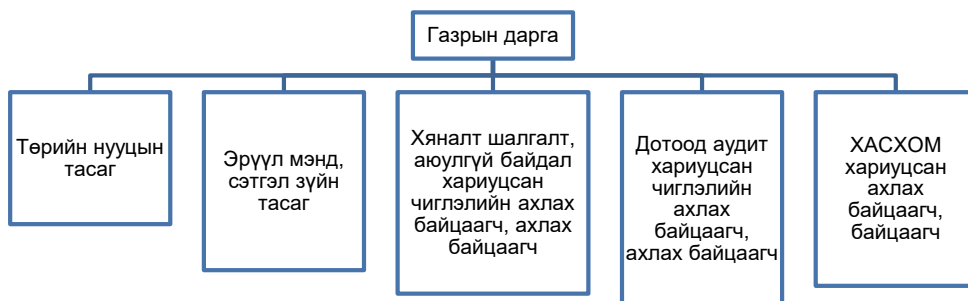 Газрын дарга
Төрийн нууцын
тасаг
Эрүүл мэнд,
сэтгэл зүйн
тасаг
Хяналт шалгалт,
аюулгүй байдал
хариуцсан
чиглэлийн ахлах
байцаагч, ахлах
байцаагч
Дотоод аудит
хариуцсан
чиглэлийн
ахлах
байцаагч,
ахлах байцаагч
ХАСХОМ
хариуцсан
ахлах
байцаагч,
байцаагч